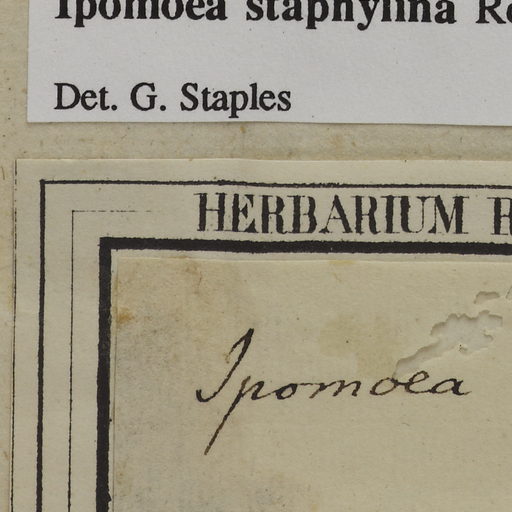 Ipomoea staphylina
Det. G. Staples
HERBARIUM
Ipomoea